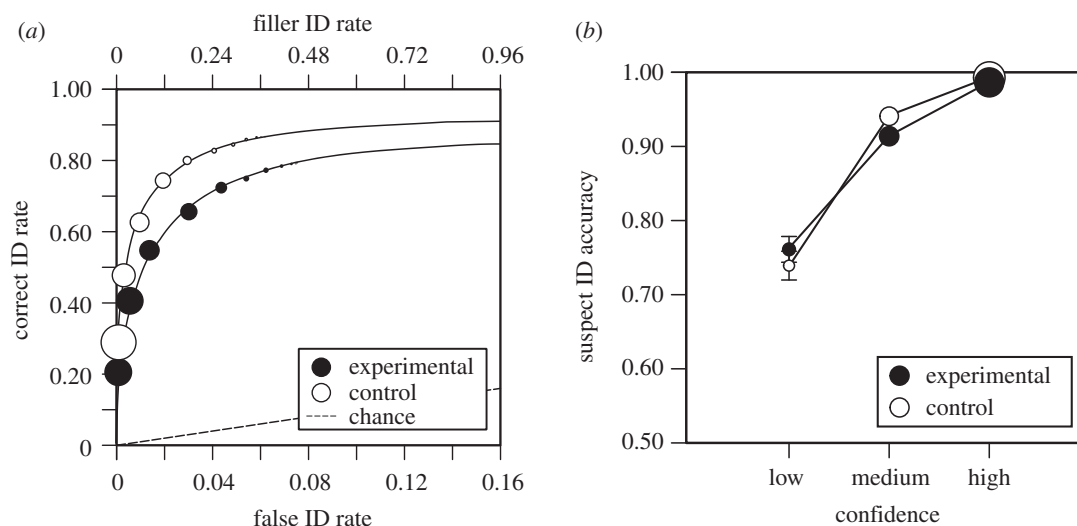 (a)
filler ID rate
0 0.24 0.48 0.72 0.96
1.00
0.80
0.60
0.40
0.20
0
correct ID rate
experimental
control
chance
0 0.04 0.08 0.12 0.16
false ID rate
(b)
1.00
0.90
0.80
0.70
0.60
0.50
suspect ID accuracy
experimental
control
low medium high
confidence